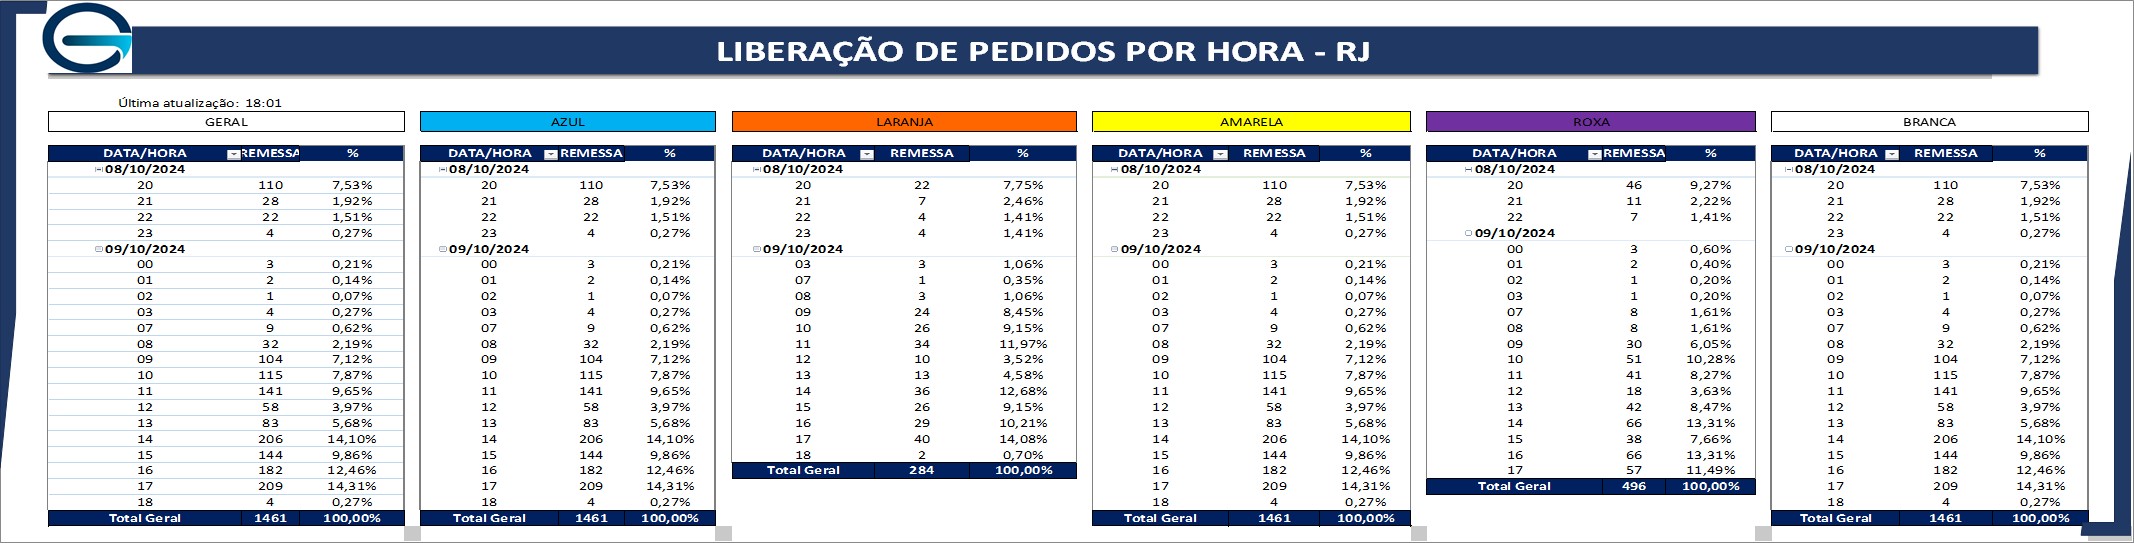 LIBERAÇÃO DE PEDIDOS POR HORA - RJ
Última atualização: 18:01
GERAL
DATA/HORA REMESSA %
08/10/2024
20 110 7,53%
21 28 1,92%
22 22 1,51%
23 4 0,27%
09/10/2024
00 3 0,21%
01 2 0,14%
02 1 0,07%
03 4 0,27%
07 9 0,62%
08 32 2,19%
09 104 7,12%
10 115 7,87%
11 141 9,65%
12 58 3,97%
13 83 5,68%
14 206 14,10%
15 144 9,86%
16 182 12,46%
17 209 14,31%
18 4 0,27%
Total Geral 1461 100,00%
AZUL
DATA/HORA REMESSA %
08/10/2024
20 110 7,53%
21 28 1,92%
22 22 1,51%
23 4 0,27%
09/10/2024
00 3 0,21%
01 2 0,14%
02 1 0,07%
03 4 0,27%
07 9 0,62%
08 32 2,19%
09 104 7,12%
10 115 7,87%
11 141 9,65%
12 58 3,97%
13 83 5,68%
14 206 14,10%
15 144 9,86%
16 182 12,46%
17 209 14,31%
18 4 0,27%
Total Geral 1461 100,00%
LARANJA
DATA/HORA REMESSA %
08/10/2024
20 22 7,75%
21 7 2,46%
22 4 1,41%
23 4 1,41%
09/10/2024
03 3 1,06%
07 1 0,35%
08 3 1,06%
09 24 8,45%
10 26 9,15%
11 34 11,97%
12 10 3,52%
13 13 4,58%
14 36 12,68%
15 26 9,15%
16 29 10,21%
17 40 14,08%
18 2 0,70%
Total Geral 284 100,00%
AMARELA
DATA/HORA REMESSA %
08/10/2024
20 110 7,53%
21 28 1,92%
22 22 1,51%
23 4 0,27%
09/10/2024
00 3 0,21%
01 2 0,14%
02 1 0,07%
03 4 0,27%
07 9 0,62%
08 32 2,19%
09 104 7,12%
10 115 7,87%
11 141 9,65%
12 58 3,97%
13 83 5,68%
14 206 14,10%
15 144 9,86%
16 182 12,46%
17 209 14,31%
18 4 0,27%
Total Geral 1461 100,00%
ROXA
DATA/HORA REMESSA %
08/10/2024
20 46 9,27%
21 11 2,22%
22 7 1,41%
09/10/2024
00 3 0,60%
01 2 0,40%
02 1 0,20%
03 1 0,20%
07 8 1,61%
08 8 1,61%
09 30 6,05%
10 51 10,28%
11 41 8,27%
12 18 3,63%
13 42 8,47%
14 66 13,31%
15 38 7,66%
16 66 13,31%
17 57 11,49%
Total Geral 496 100,00%
BRANCA
DATA/HORA REMESSA %
08/10/2024
20 110 7,53%
21 28 1,92%
22 22 1,51%
23 4 0,27%
09/10/2024
00 3 0,21%
01 2 0,14%
02 1 0,07%
03 4 0,27%
07 9 0,62%
08 32 2,19%
09 104 7,12%
10 115 7,87%
11 141 9,65%
12 58 3,97%
13 83 5,68%
14 206 14,10%
15 144 9,86%
16 182 12,46%
17 209 14,31%
18 4 0,27%
Total Geral 1461 100,00%